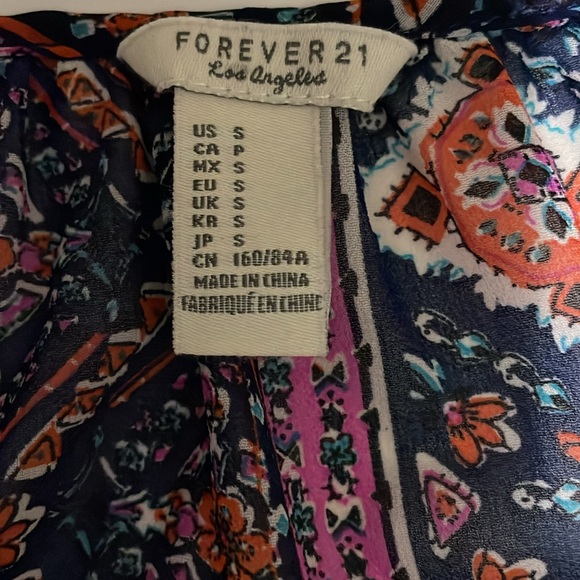 FOREVER 21
Los Angeles
US S
CA P
MX S
EU S
UK S
KR S
JP S
CN 160/84A
MADE IN CHINA
FABRIQUÉ EN CHINE